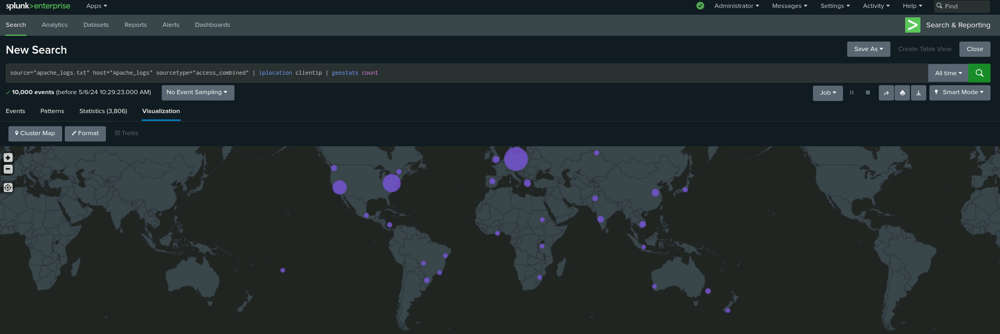 splunk>enterprise Apps Administrator Messages Settings Activity Help Find
Search Analytics Datasets Reports Alerts Dashboards > Search & Reporting
New Search Save As Create Table View Close
source="apache_logs.txt" host="Apache_logs" sourcetype="access_combined" | iplocation clientip | geostats count All time
10,000 events (before 5/6/24 10:29:23.000 AM) No Event Sampling Job Smart Mode
Events Patterns Statistics (3,806) Visualization
Cluster Map Format Trellis